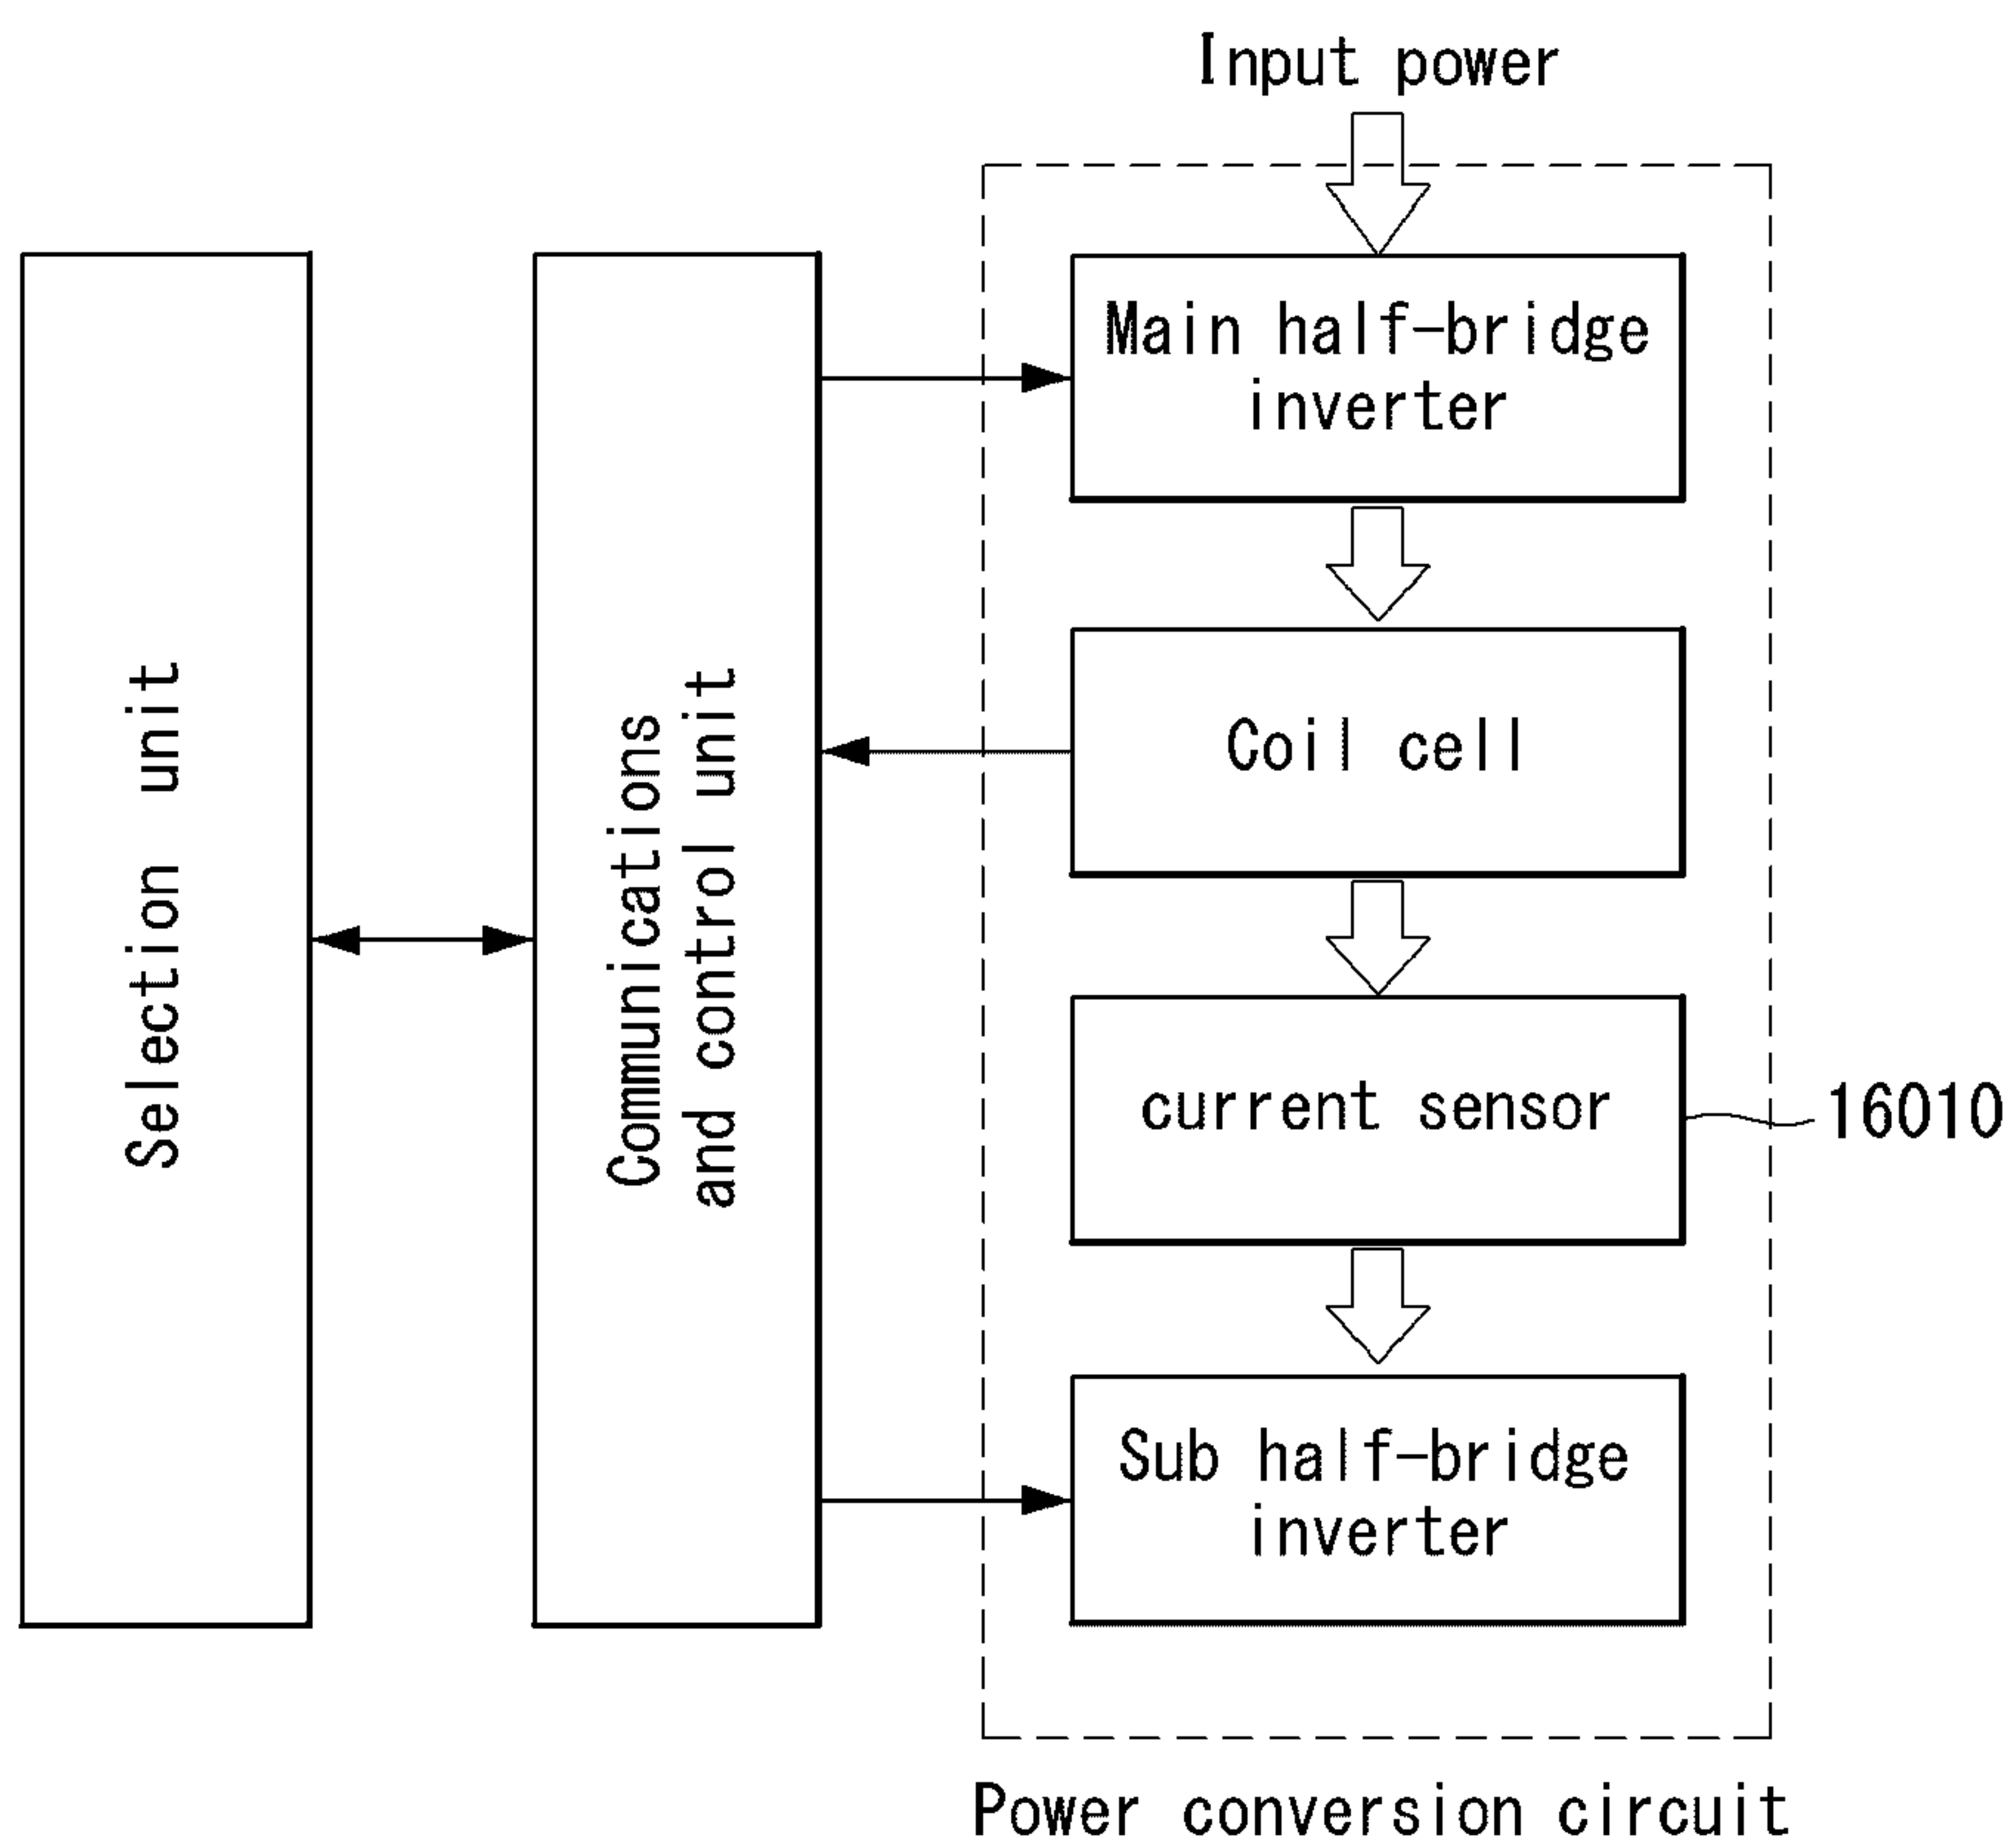 Input power
Main half-bridge
inverter
Selection unit
Communications
and control unit
Coil cell
current sensor
16010
Sub half-bridge
inverter
Power conversion circuit